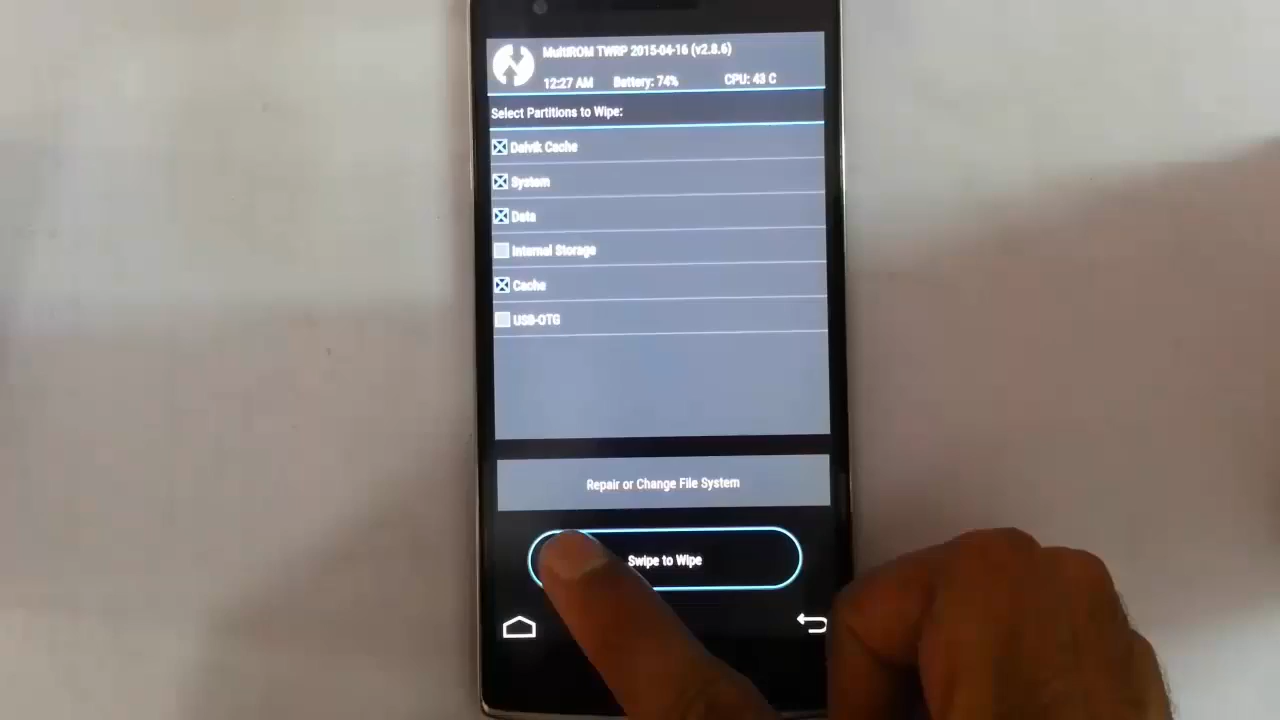 MultiROM TWRP 2015-04-16 (v2.8.6)
12:27 AM Battery: 74% CPU: 43 C
Select Partitions to Wipe:
Dalvik Cache
System
Data
Internal Storage
Cache
USB-OTG
Repair or Change File System
Swipe to Wipe